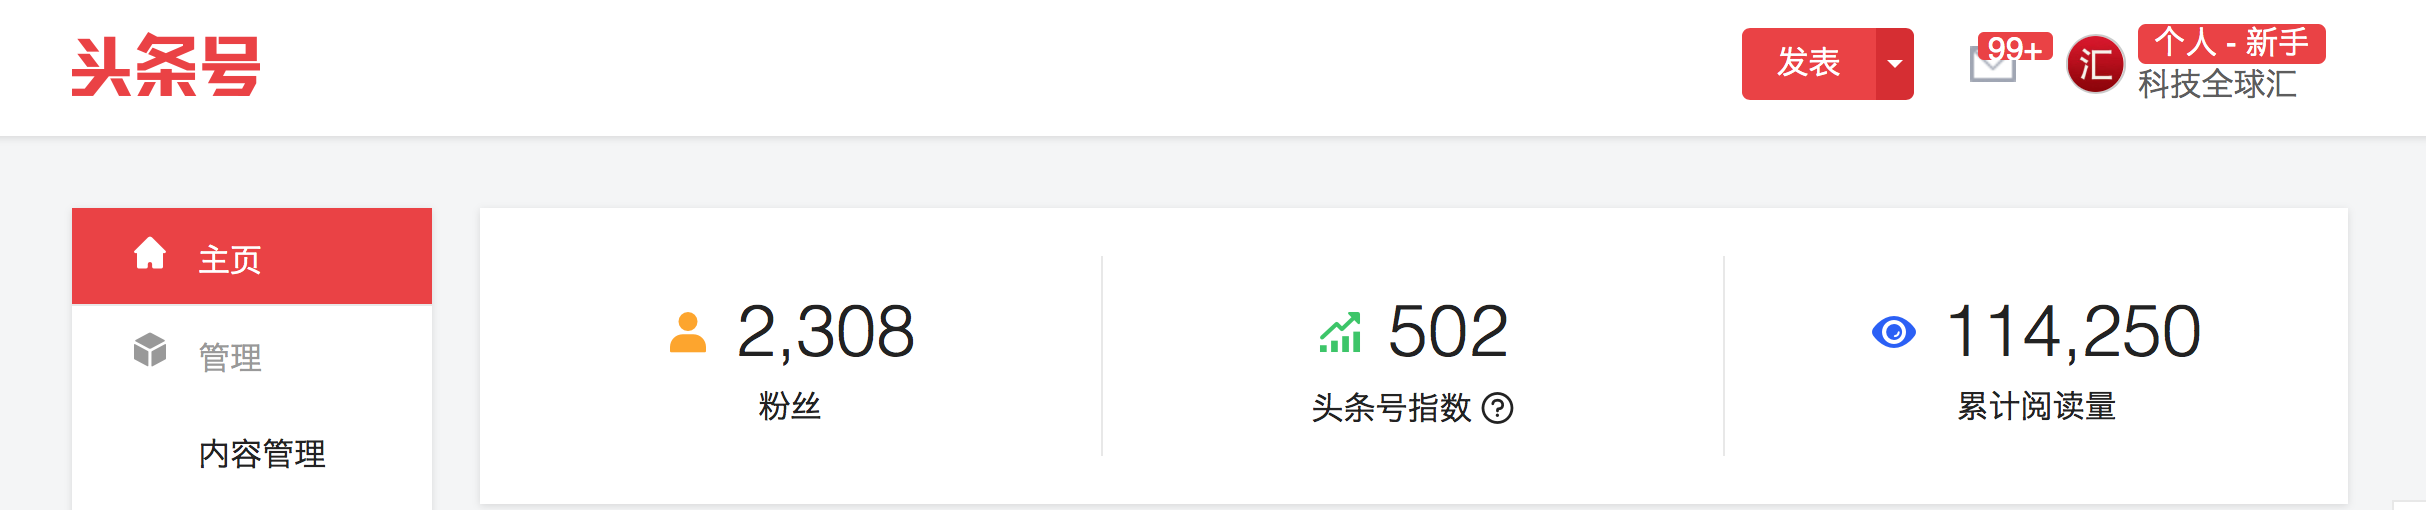 头条号
发表
99+
汇
个人 - 新手
科技全球汇
主页
管理
内容管理
2,308
粉丝
502
头条号指数 ?
114,250
累计阅读量